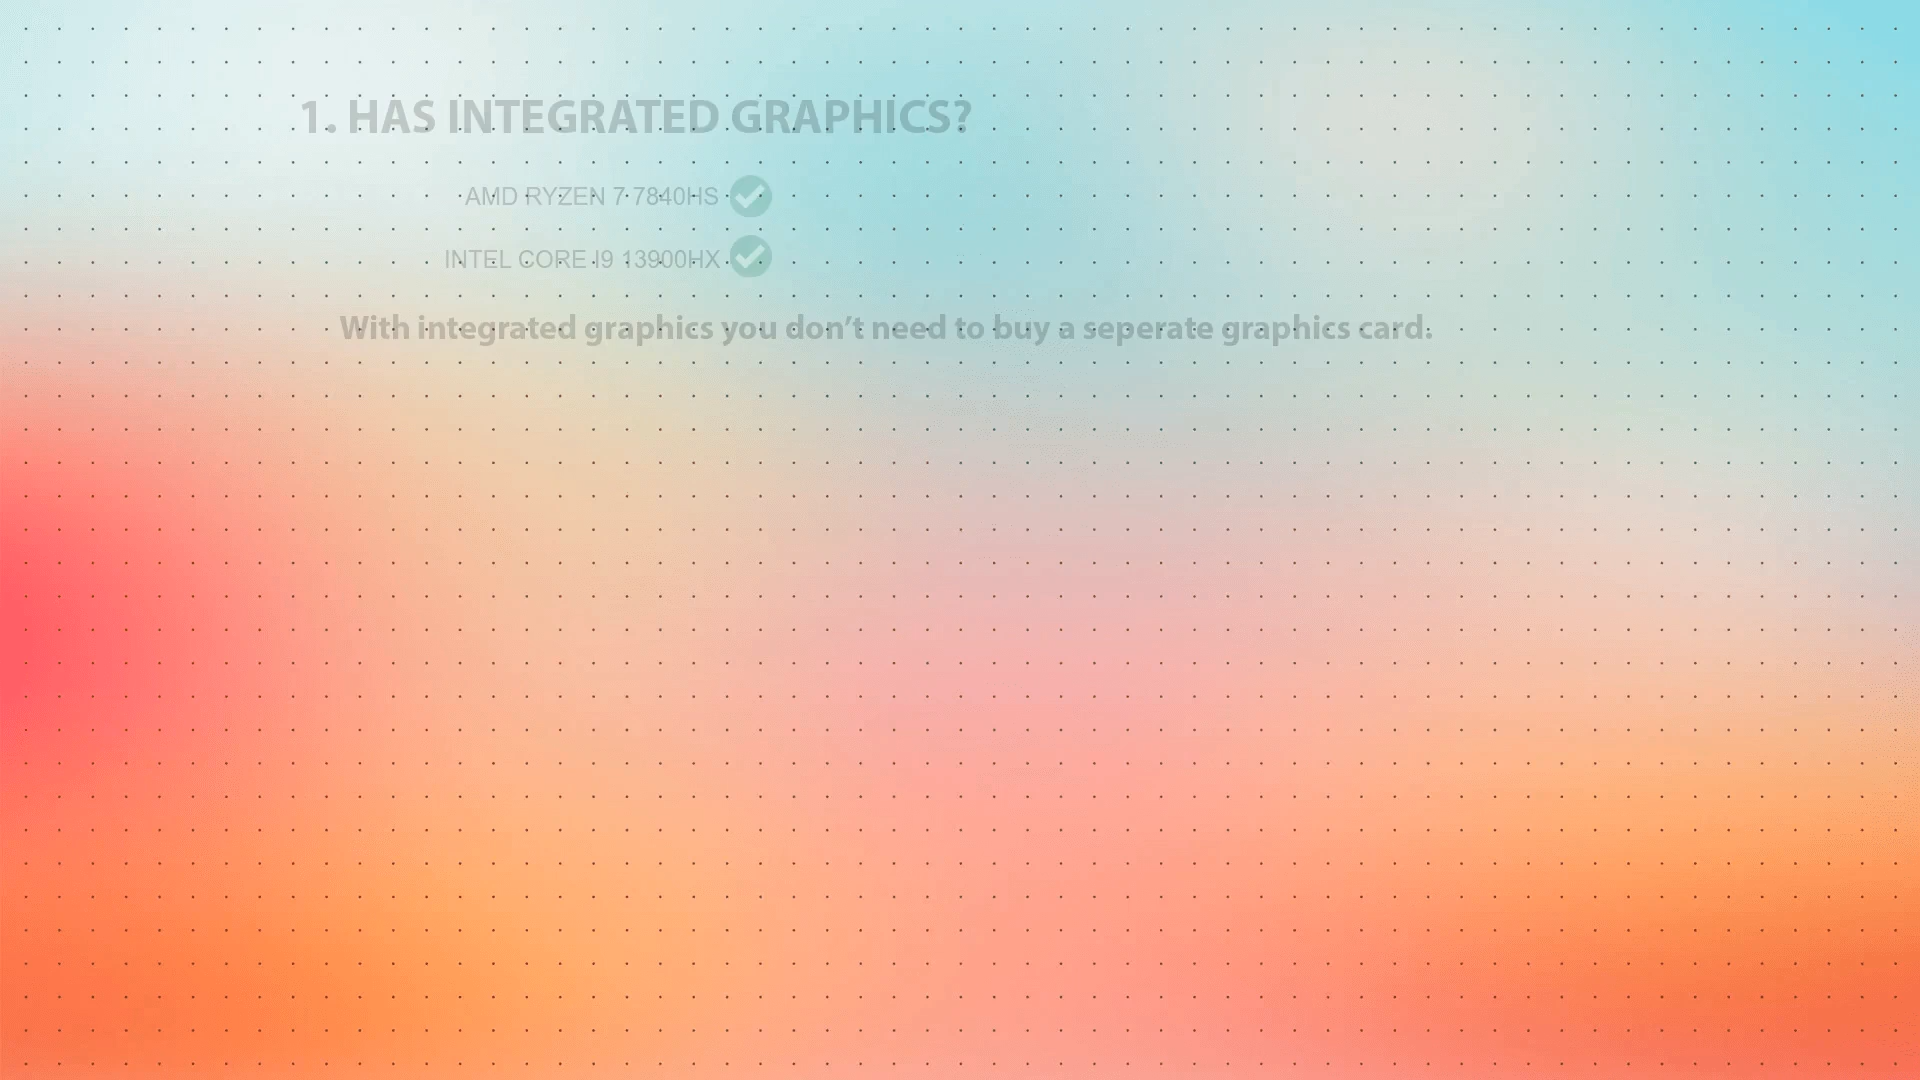 1. HAS INTEGRATED GRAPHICS?
AMD RYZEN 7 7840HS
INTEL CORE I9 13900HX
With integrated graphics you don’t need to buy a seperate graphics card.